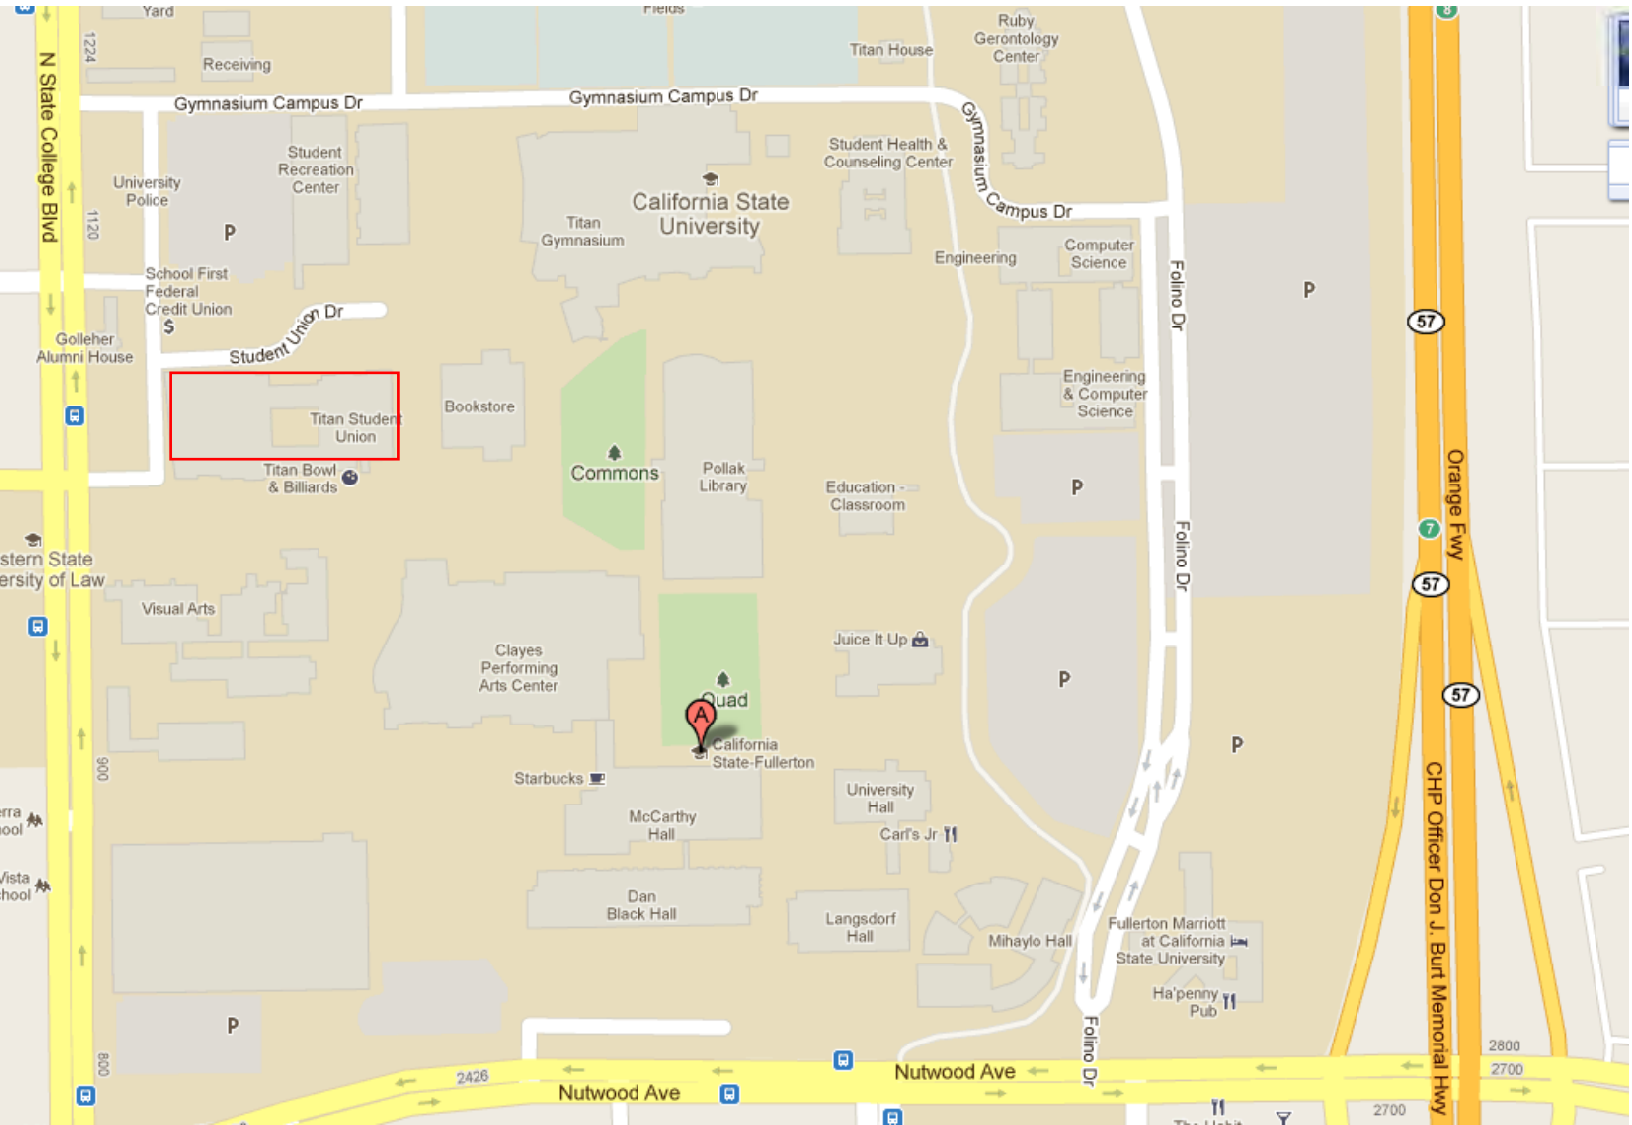 Yard
Fields
Receiving
1224
N State College Blvd
Titan House
Ruby
Gerontology
Center
8
Gymnasium Campus Dr
Gymnasium Campus Dr
Gymnasium Campus Dr
University
Police
Student
Recreation
Center
P
1120
Titan
Gymnasium
California State
University
Student Health &
Counseling Center
Engineering
Computer
Science
School First
Federal
Credit Union
$
Student Union Dr
Golleher
Alumni House
Folino Dr
P
57
Titan Student
Union
Titan Bowl
& Billiards
Bookstore
Commons
Pollak
Library
Education -
Classroom
Engineering
& Computer
Science
P
Orange Fwy
7
57
Folino Dr
stern State
ersity of Law
Visual Arts
Clayes
Performing
Arts Center
Quad
A
California
State-Fullerton
Juice It Up
P
57
P
Starbucks
900
McCarthy
Hall
University
Hall
Carl's Jr
CHP Officer Don J. Burt Memorial Hwy
erra
ool
Vista
chool
Dan
Black Hall
Langsdorf
Hall
Mihaylo Hall
Fullerton Marriott
at California
State University
Ha'penny
Pub
P
800
Folino Dr
2426
Nutwood Ave
Nutwood Ave
2800
2700
2700
The Habit